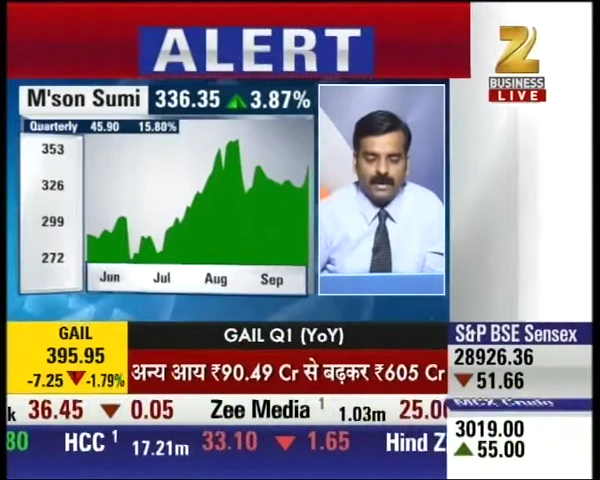 ALERT
Z
BUSINESS
LIVE
M'son Sumi 336.35 ▲ 3.87%
Quarterly 45.90 15.80%
353
326
299
272
Jun Jul Aug Sep
GAIL
395.95
-7.25 ▼ -1.79%
GAIL Q1 (YoY)
अन्य आय ₹90.49 Cr से बढ़कर ₹605 Cr
S&P BSE Sensex
28926.36
▼ 51.66
MCX Crude
3019.00
▲ 55.00
k 36.45 ▼ 0.05 Zee Media 1 1.03m 25.00
80 HCC 1 17.21m 33.10 ▼ 1.65 Hind Z